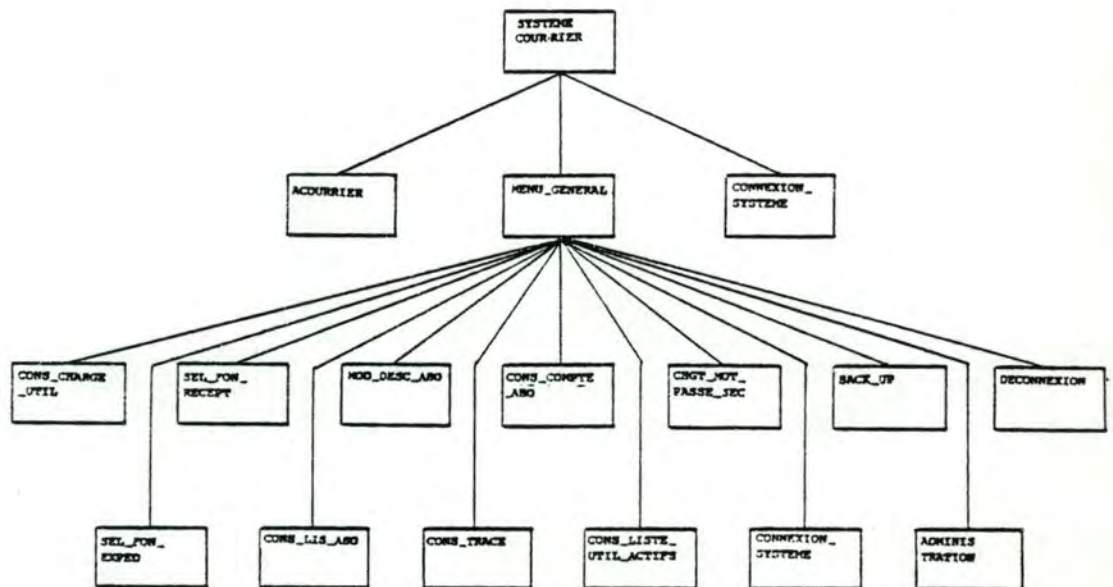 SYSTEME
COURRIER
ACOURRIER
MENU_GENERAL
CONNEXION_
SYSTEME
CONS_CHARGE
_UTIL
SEL_FON_
RECEPT
MOD_DESC_ABO
CONS_COMPTE
_ABO
CHGT_MOT_
PASSE_SEC
BACK_UP
DECONNEXION
SEL_FON_
EXPED
CONS_LIS_ABO
CONS_TRACE
CONS_LISTE_
UTIL_ACTIFS
CONNEXION_
SYSTEME
ADMINIS
TRATION